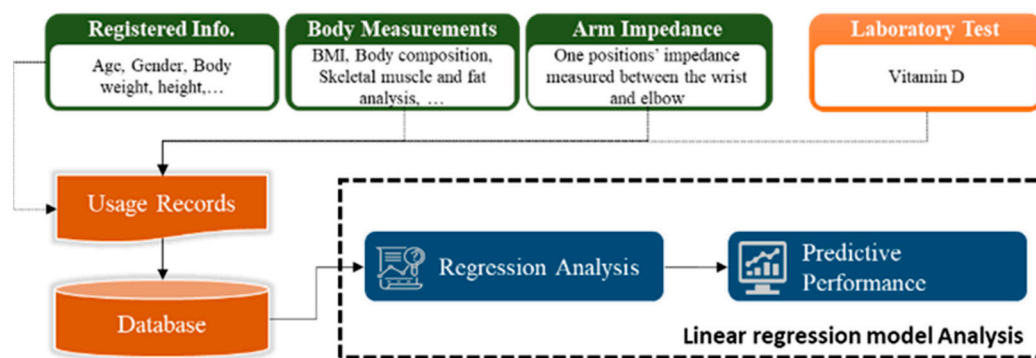 Registered Info.
Age, Gender, Body
weight, height,...
Body Measurements
BMI, Body composition,
Skeletal muscle and fat
analysis, ...
Arm Impedance
One positions' impedance
measured between the wrist
and elbow
Laboratory Test
Vitamin D
Usage Records
Database
Regression Analysis
Predictive
Performance
Linear regression model Analysis